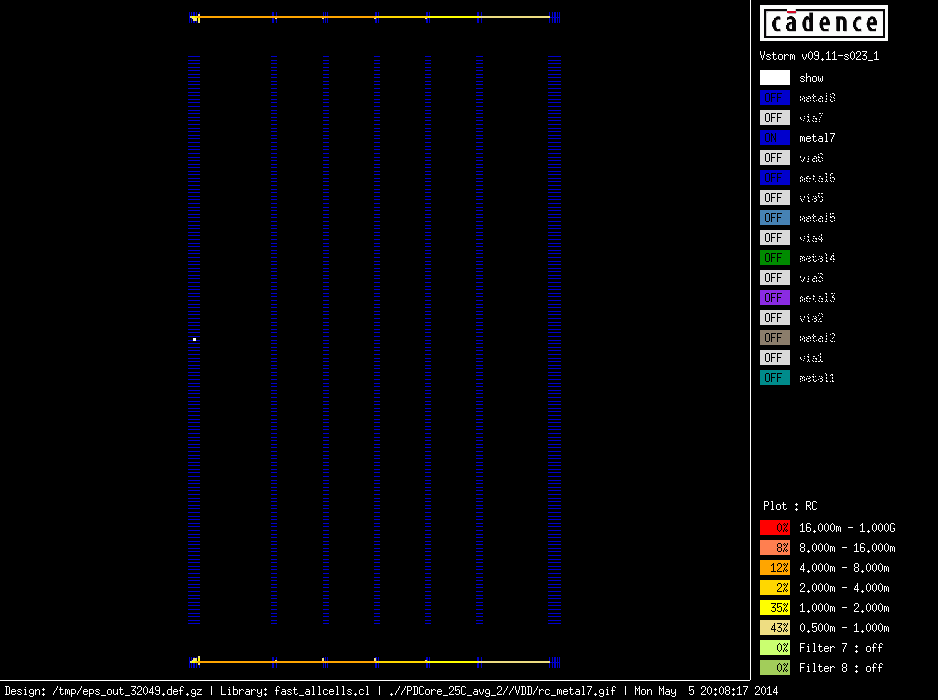 cādence
Vstorm v09.11-s023_1
show
metal8
OFF via7
metal7
OFF via6
metal6
OFF via5
OFF metal5
OFF via4
OFF metal4
OFF via3
OFF metal3
OFF via2
OFF metal2
OFF via1
OFF metal1
Plot : RC
0% 16.000m - 1.000G
8% 8.000m - 16.000m
12% 4.000m - 8.000m
2% 2.000m - 4.000m
35% 1.000m - 2.000m
43% 0.500m - 1.000m
0% Filter 7 : off
0% Filter 8 : off
Design: /tmp/eps_out_32049.def.gz | Library: fast_allcells.cl | .//PDCore_25C_avg_2//VDD/rc_metal7.gif | Mon May  5 20:08:17 2014